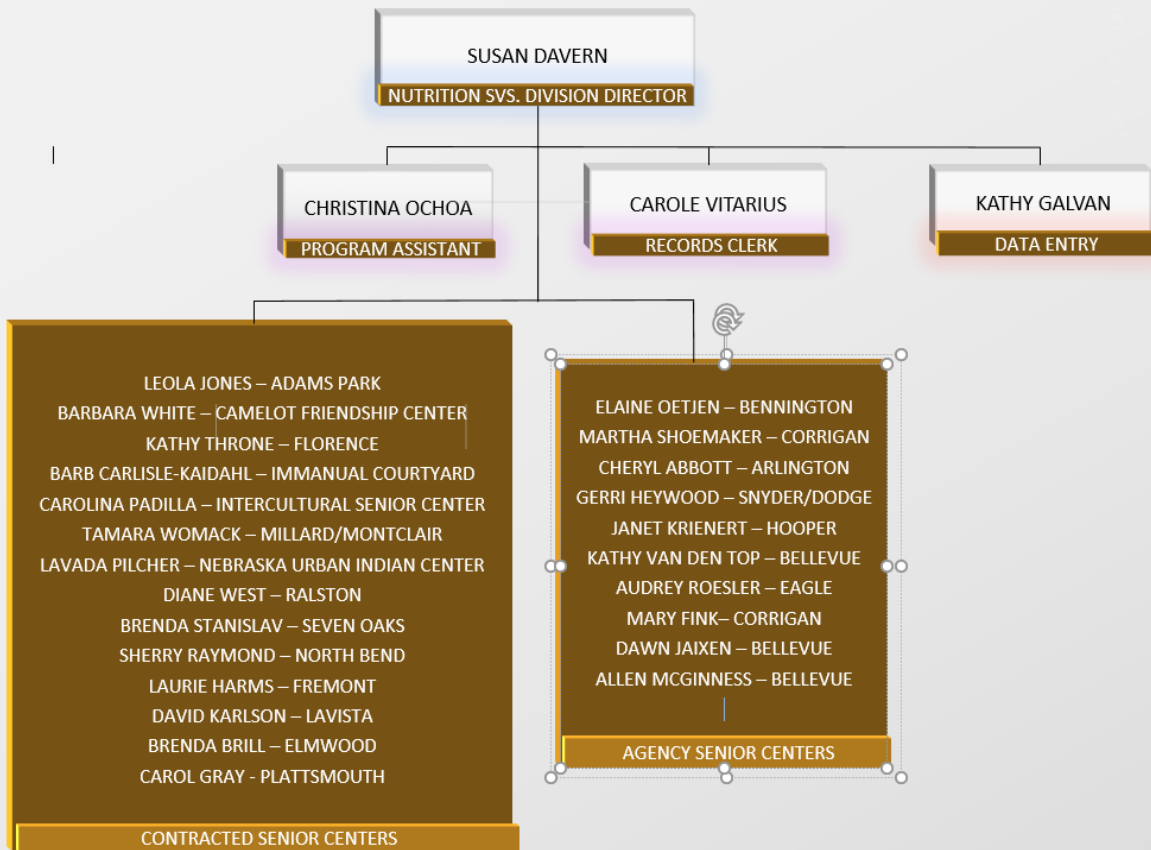 SUSAN DAVERN
NUTRITION SVS. DIVISION DIRECTOR
CHRISTINA OCHOA
PROGRAM ASSISTANT
CAROLE VITARIUS
RECORDS CLERK
KATHY GALVAN
DATA ENTRY
LEOLA JONES – ADAMS PARK
BARBARA WHITE – CAMELOT FRIENDSHIP CENTER
KATHY THRONE – FLORENCE
BARB CARLISLE-KAIDAHL – IMMANUAL COURTYARD
CAROLINA PADILLA – INTERCULTURAL SENIOR CENTER
TAMARA WOMACK – MILLARD/MONTCLAIR
LAVADA PILCHER – NEBRASKA URBAN INDIAN CENTER
DIANE WEST – RALSTON
BRENDA STANISLAV – SEVEN OAKS
SHERRY RAYMOND – NORTH BEND
LAURIE HARMS – FREMONT
DAVID KARLSON – LAVISTA
BRENDA BRILL – ELMWOOD
CAROL GRAY - PLATTSMOUTH
CONTRACTED SENIOR CENTERS
ELAINE OETJEN – BENNINGTON
MARTHA SHOEMAKER – CORRIGAN
CHERYL ABBOTT – ARLINGTON
GERRI HEYWOOD – SNYDER/DODGE
JANET KRIENERT – HOOPER
KATHY VAN DEN TOP – BELLEVUE
AUDREY ROESLER – EAGLE
MARY FINK– CORRIGAN
DAWN JAIXEN – BELLEVUE
ALLEN MCGINNESS – BELLEVUE
AGENCY SENIOR CENTERS